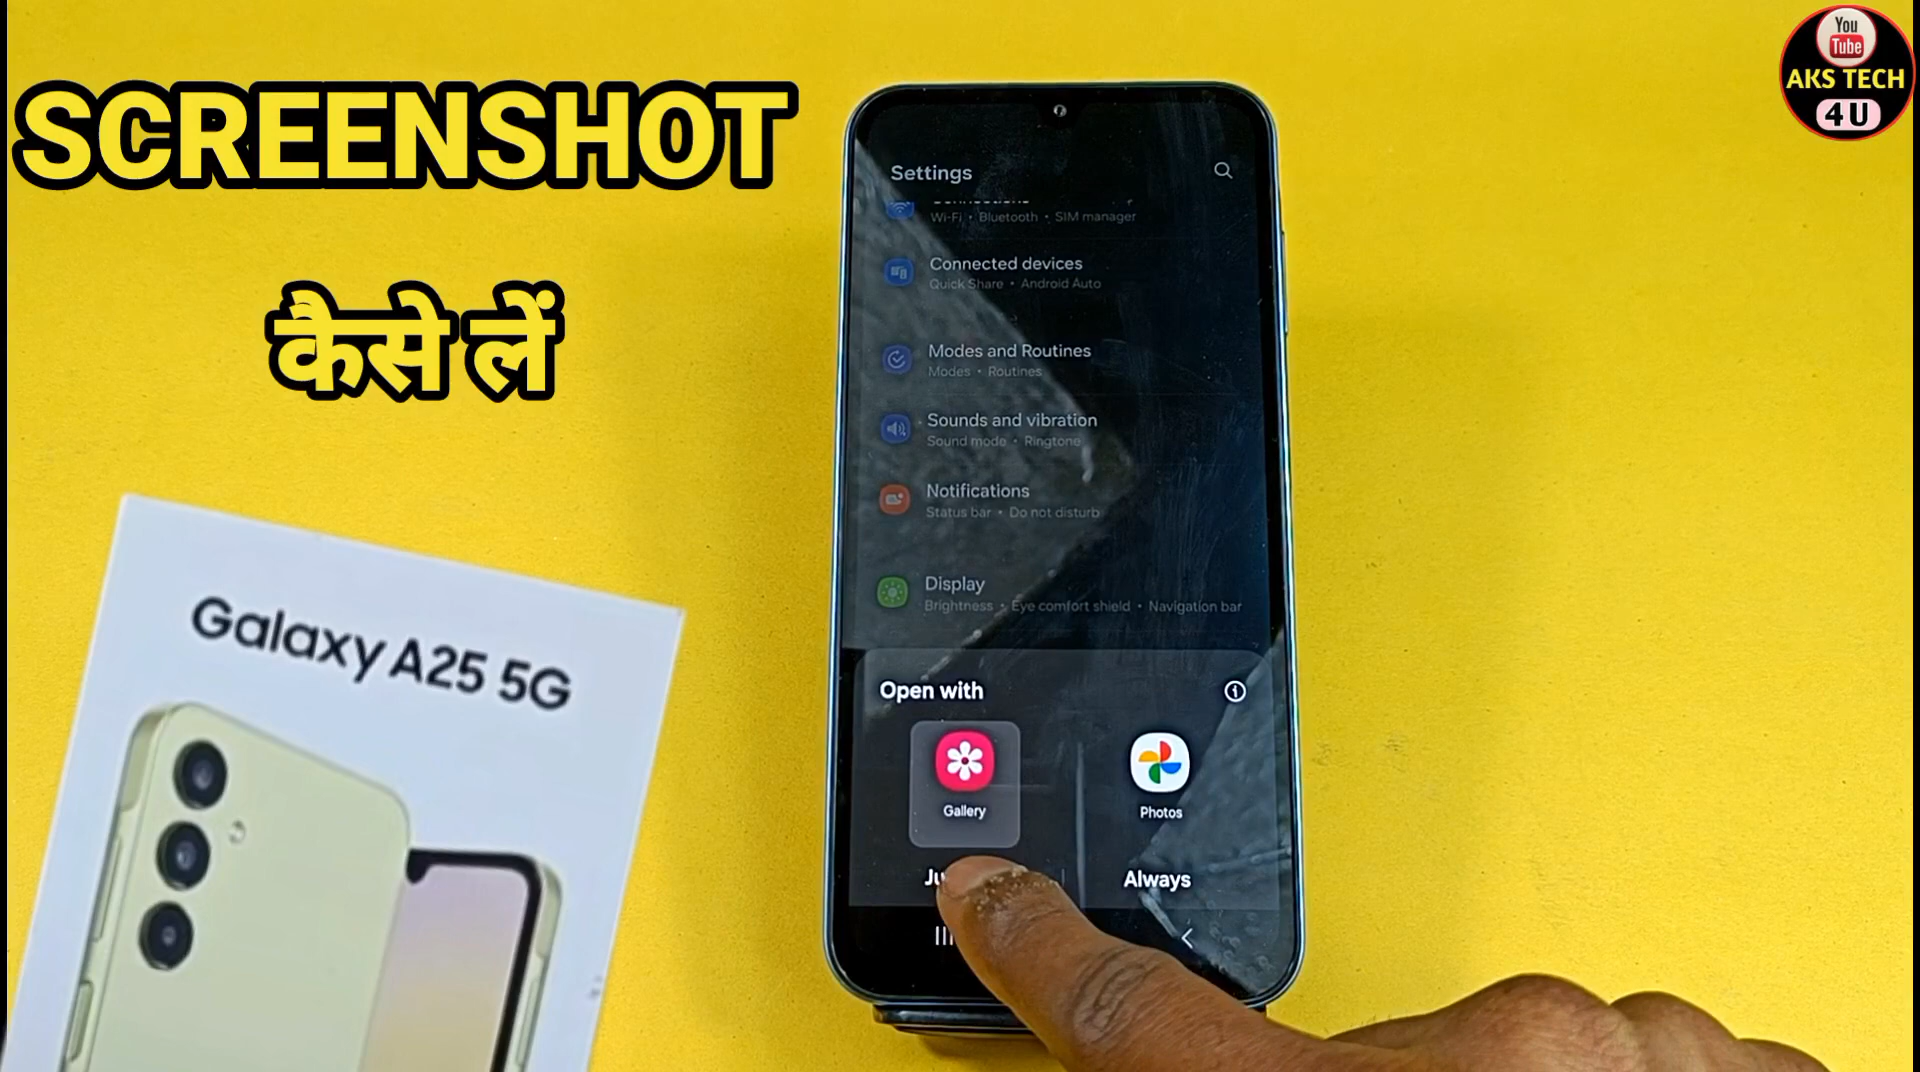 SCREENSHOT
कैसे लें
You
Tube
AKS TECH
4U
Settings
Wi-Fi • Bluetooth • SIM manager
Connected devices
Quick Share • Android Auto
Modes and Routines
Modes • Routines
Sounds and vibration
Sound mode • Ringtone
Notifications
Status bar • Do not disturb
Display
Brightness • Eye comfort shield • Navigation bar
Open with
Gallery
Photos
Always
Galaxy A25 5G